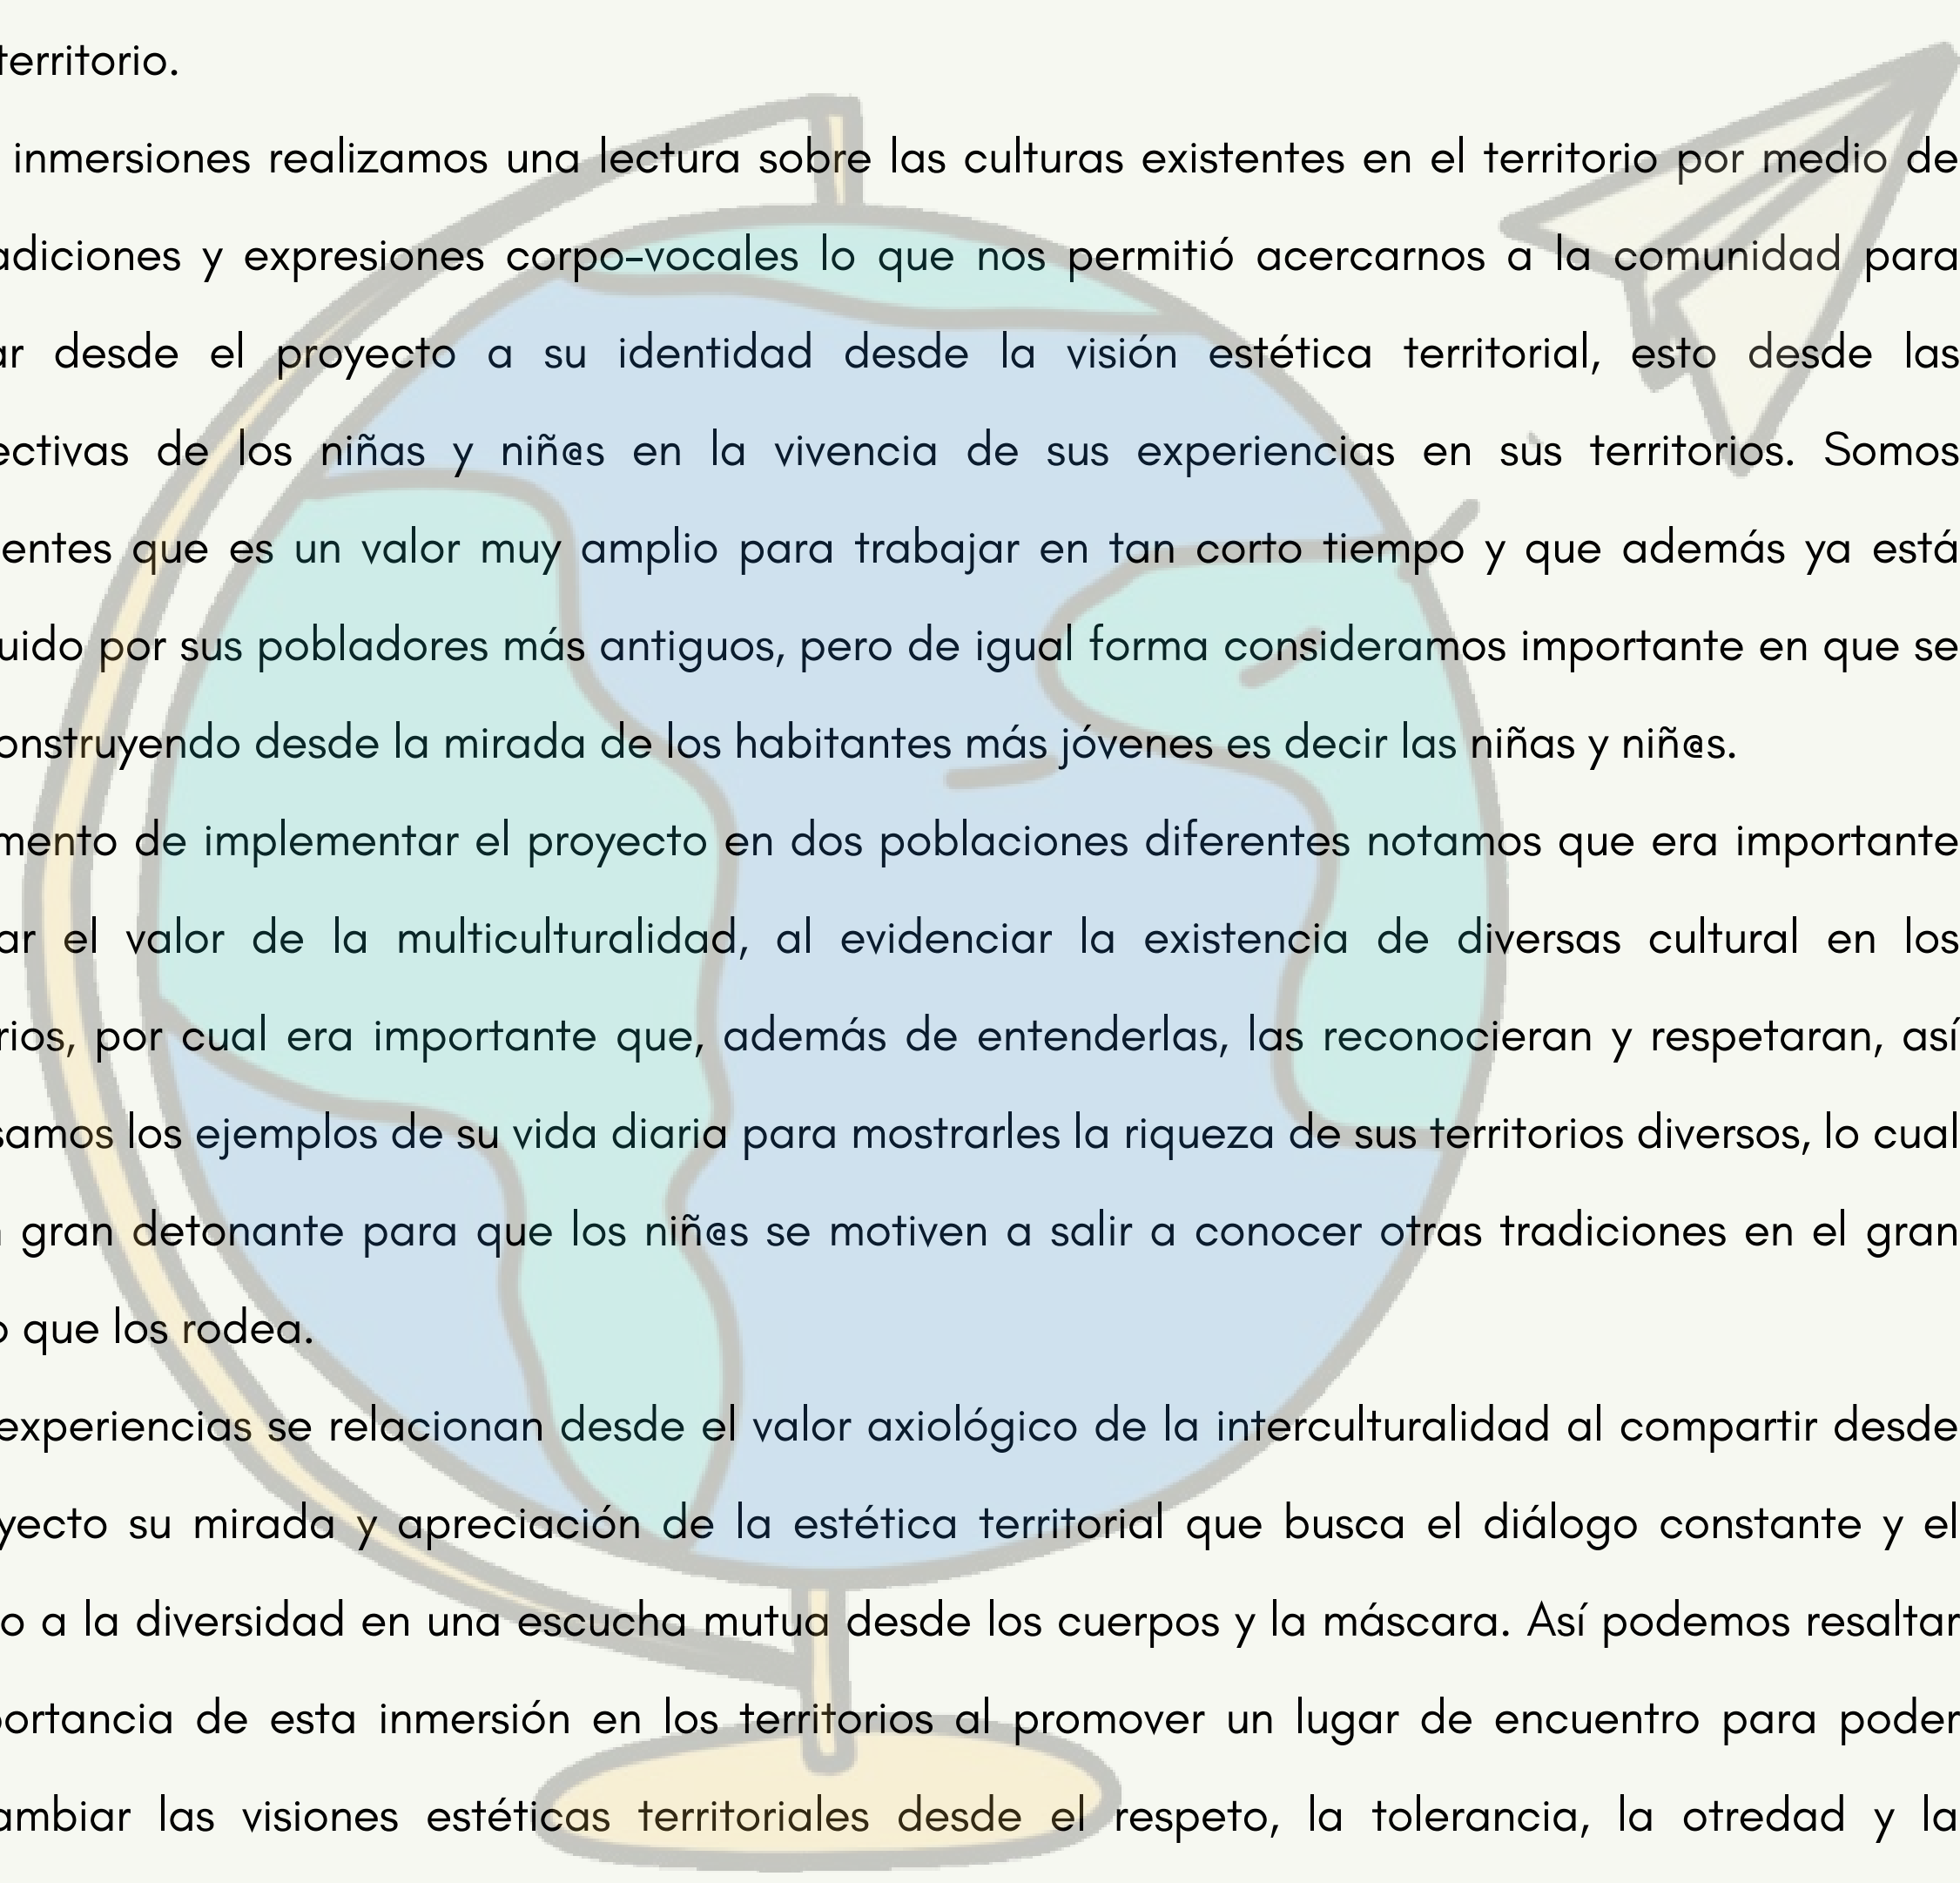 territorio.
inmersiones realizamos una lectura sobre las culturas existentes en el territorio por medio de
adiciones y expresiones corpo-vocales lo que nos permitió acercarnos a la comunidad para
ar desde el proyecto a su identidad desde la visión estética territorial, esto desde las
ectivas de los niñas y niñ@s en la vivencia de sus experiencias en sus territorios. Somos
entes que es un valor muy amplio para trabajar en tan corto tiempo y que además ya está
uido por sus pobladores más antiguos, pero de igual forma consideramos importante en que se
onstruyendo desde la mirada de los habitantes más jóvenes es decir las niñas y niñ@s.
mento de implementar el proyecto en dos poblaciones diferentes notamos que era importante
ar el valor de la multiculturalidad, al evidenciar la existencia de diversas cultural en los
rios, por cual era importante que, además de entenderlas, las reconocieran y respetaran, así
samos los ejemplos de su vida diaria para mostrarles la riqueza de sus territorios diversos, lo cual
gran detonante para que los niñ@s se motiven a salir a conocer otras tradiciones en el gran
o que los rodea.
experiencias se relacionan desde el valor axiológico de la interculturalidad al compartir desde
yecto su mirada y apreciación de la estética territorial que busca el diálogo constante y el
o a la diversidad en una escucha mutua desde los cuerpos y la máscara. Así podemos resaltar
portancia de esta inmersión en los territorios al promover un lugar de encuentro para poder
ambiar las visiones estéticas territoriales desde el respeto, la tolerancia, la otredad y la